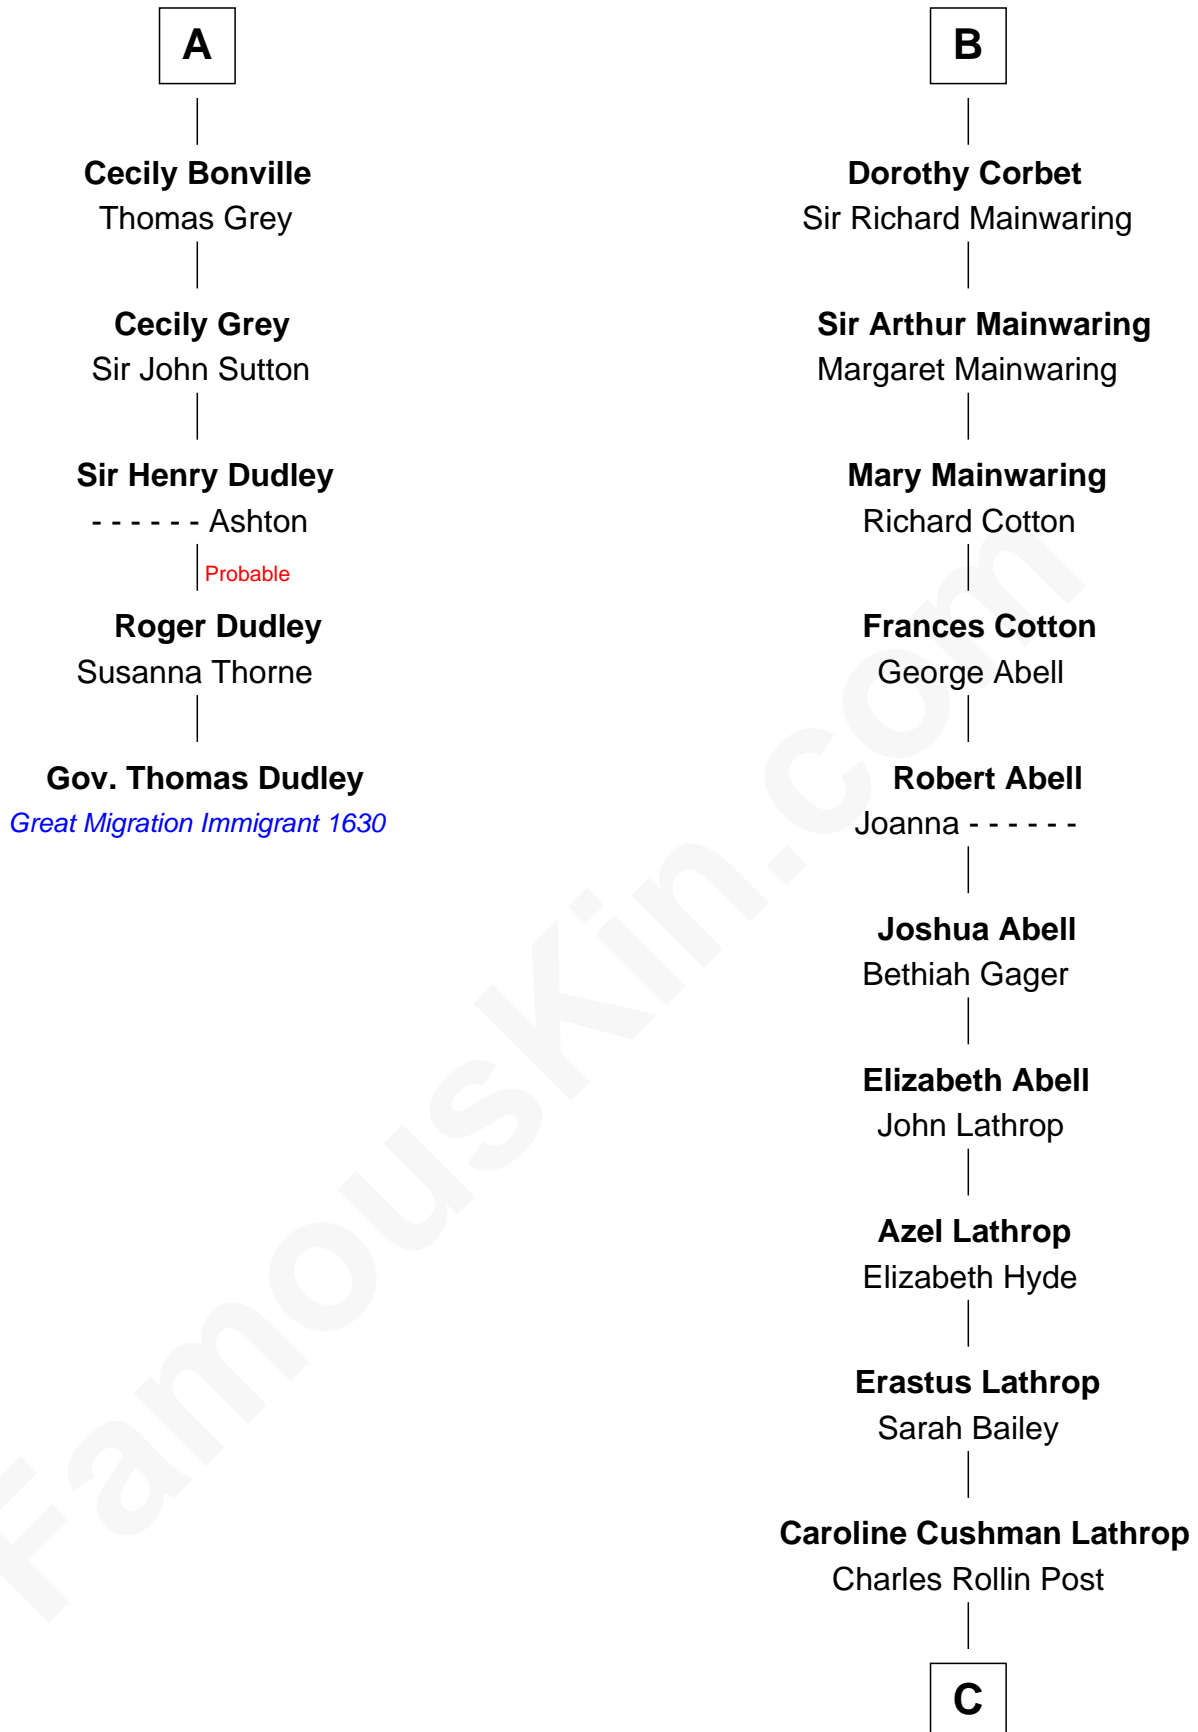 A
Cecily Bonville
Thomas Grey
Cecily Grey
Sir John Sutton
Sir Henry Dudley
- - - - - - Ashton
Probable
Roger Dudley
Susanna Thorne
Gov. Thomas Dudley
Great Migration Immigrant 1630
B
Dorothy Corbet
Sir Richard Mainwaring
Sir Arthur Mainwaring
Margaret Mainwaring
Mary Mainwaring
Richard Cotton
Frances Cotton
George Abell
Robert Abell
Joanna - - - - - -
Joshua Abell
Bethiah Gager
Elizabeth Abell
John Lathrop
Azel Lathrop
Elizabeth Hyde
Erastus Lathrop
Sarah Bailey
Caroline Cushman Lathrop
Charles Rollin Post
C
FamousKin.com